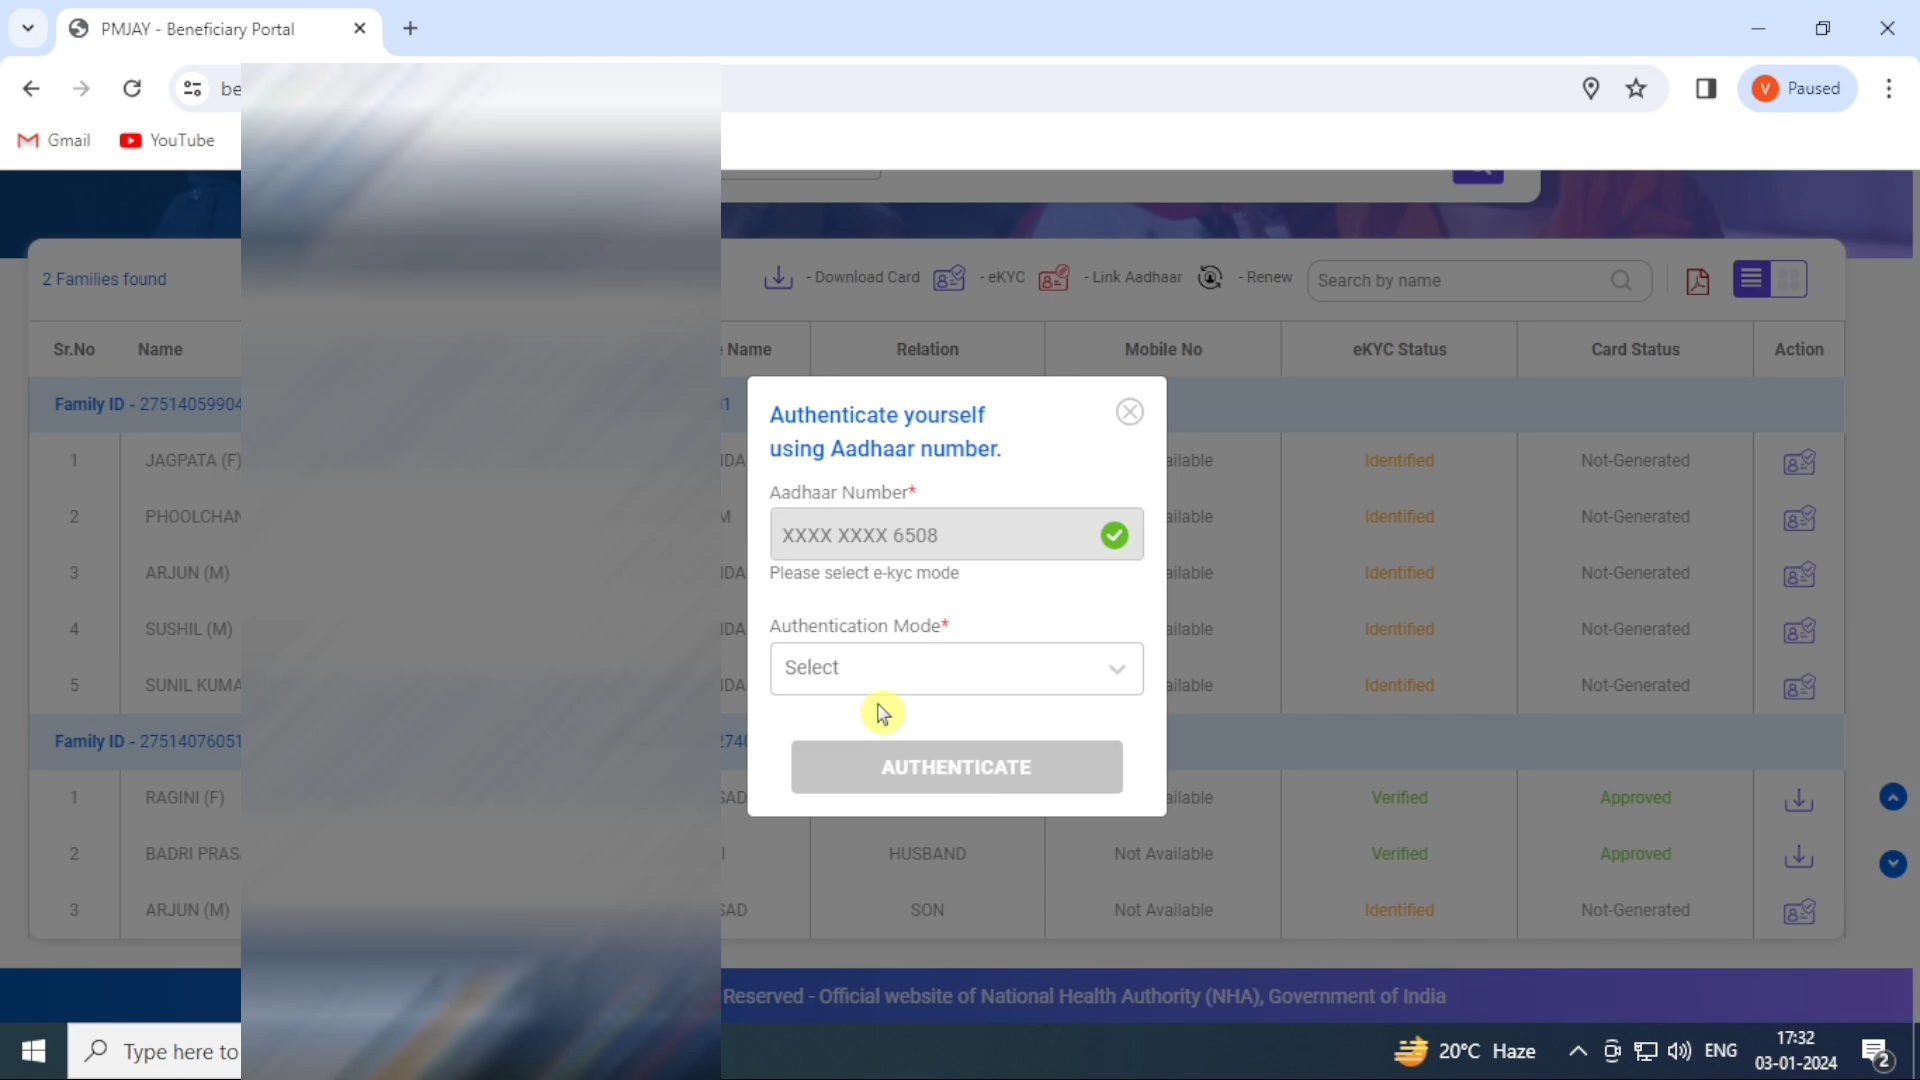 PMJAY - Beneficiary Portal
be
V Paused
Gmail YouTube
2 Families found - Download Card - eKYC - Link Aadhaar - Renew Search by name
Sr.No Name Name Relation Mobile No eKYC Status Card Status Action
Family ID - 27514059904
1 JAGPATA (F) Identified Not-Generated
2 PHOOLCHAN Identified Not-Generated
3 ARJUN (M) Identified Not-Generated
4 SUSHIL (M) Identified Not-Generated
5 SUNIL KUMA Identified Not-Generated
Family ID - 27514076051
1 RAGINI (F) SAD Verified Approved
2 BADRI PRAS HUSBAND Not Available Verified Approved
3 ARJUN (M) SAD SON Not Available Identified Not-Generated
Authenticate yourself
using Aadhaar number.
Aadhaar Number*
XXXX XXXX 6508
Please select e-kyc mode
Authentication Mode*
Select
AUTHENTICATE
Reserved - Official website of National Health Authority (NHA), Government of India
Type here to
20°C Haze
ENG
17:32
03-01-2024
2